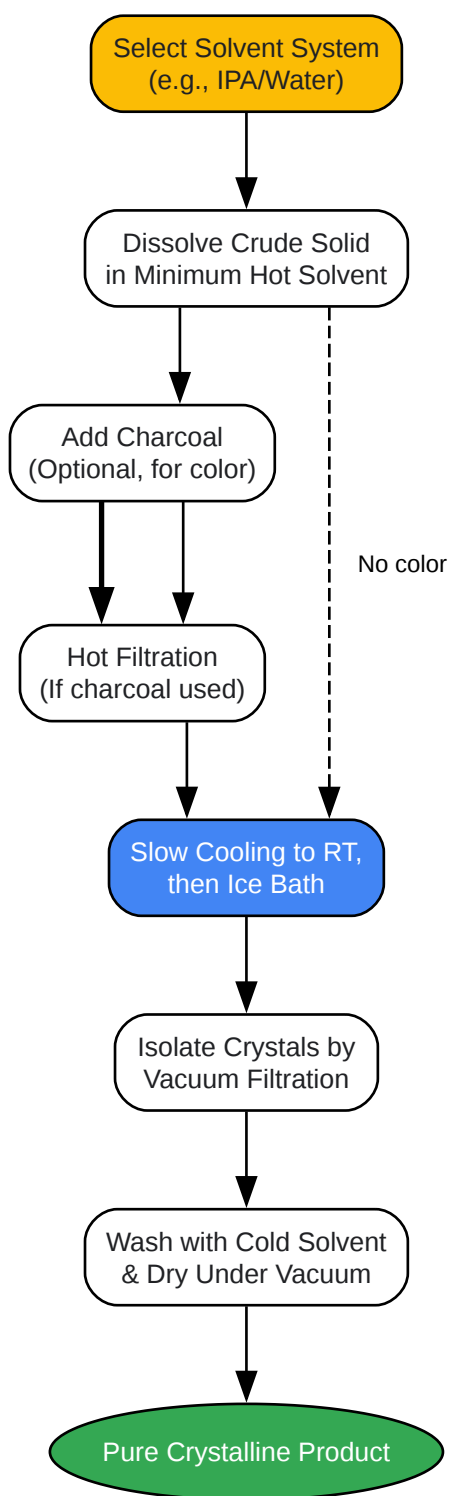 Select Solvent System
(e.g., IPA/Water)
Dissolve Crude Solid
in Minimum Hot Solvent
Add Charcoal
(Optional, for color)
No color
Hot Filtration
(If charcoal used)
Slow Cooling to RT,
then Ice Bath
Isolate Crystals by
Vacuum Filtration
Wash with Cold Solvent
& Dry Under Vacuum
Pure Crystalline Product